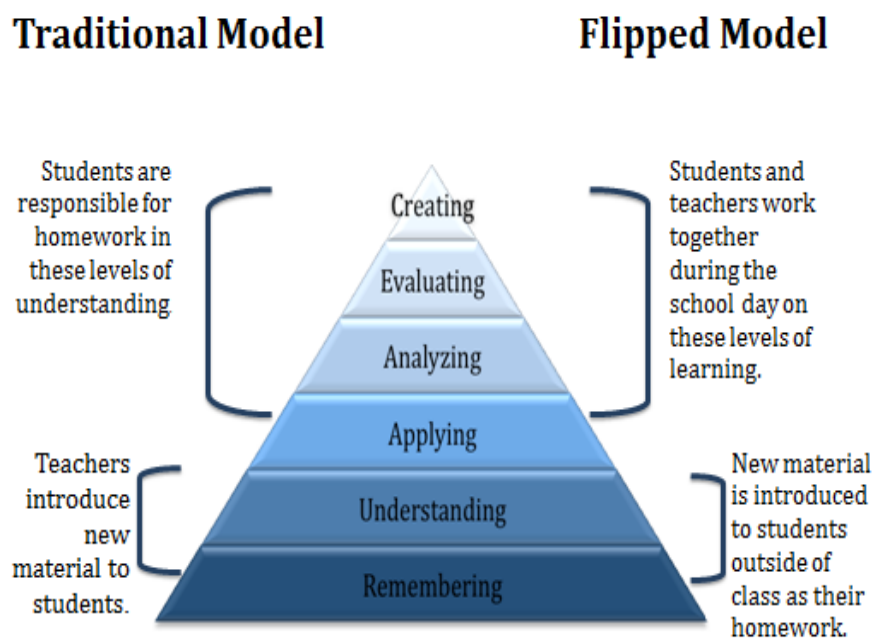 Traditional Model
Flipped Model
Students are
responsible for
homework in
these levels of
understanding
Teachers
introduce
new
material to
students.
Creating
Evaluating
Analyzing
Applying
Understanding
Remembering
Students and
teachers work
together
during the
school day on
these levels of
learning.
New material
is introduced
to students
outside of
class as their
homework.